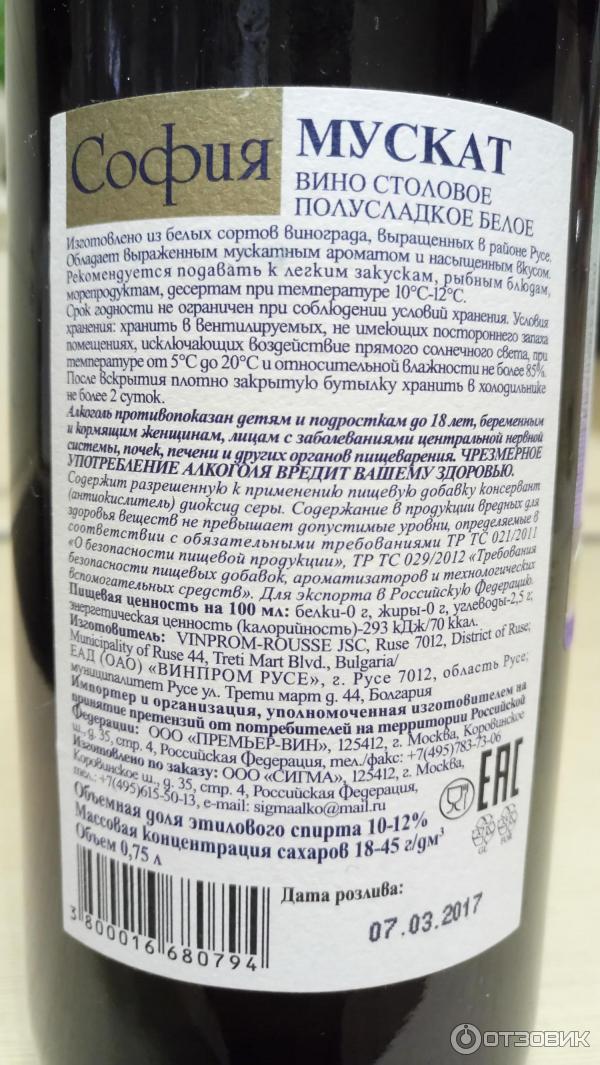 София
МУСКАТ
ВИНО СТОЛОВОЕ
ПОЛУСЛАДКОЕ БЕЛОЕ
Изготовлено из белых сортов винограда, выращенных в районе Русе.
Обладает выраженным мускатным ароматом и насыщенным вкусом.
Рекомендуется подавать к легким закускам, рыбным блюдам,
морепродуктам, десертам при температуре 10°С-12°С.
Срок годности не ограничен при соблюдении условий хранения. Условия
хранения: хранить в вентилируемых, не имеющих постороннего запаха
помещениях, исключающих воздействие прямого солнечного света, при
температуре от 5°С до 20°С и относительной влажности не более 85%.
После вскрытия плотно закрытую бутылку хранить в холодильнике
не более 2 суток.
Алкоголь противопоказан детям и подросткам до 18 лет, беременным
и кормящим женщинам, лицам с заболеваниями центральной нервной
системы, почек, печени и других органов пищеварения. ЧРЕЗМЕРНОЕ
УПОТРЕБЛЕНИЕ АЛКОГОЛЯ ВРЕДИТ ВАШЕМУ ЗДОРОВЬЮ.
Содержит разрешенную к применению пищевую добавку консервант
(антиокислитель) диоксид серы. Содержание в продукции вредных для
здоровья веществ не превышает допустимые уровни, определяемые в
соответствии с обязательными требованиями ТР ТС 021/2011
«О безопасности пищевой продукции», ТР ТС 029/2012 «Требования
безопасности пищевых добавок, ароматизаторов и технологических
вспомогательных средств». Для экспорта в Российскую Федерацию.
Пищевая ценность на 100 мл: белки-0 г, жиры-0 г, углеводы-2,5 г;
энергетическая ценность (калорийность)-293 кДж/70 ккал.
Изготовитель: VINPROM-ROUSSE JSC, Ruse 7012, District of Ruse;
Municipality of Ruse 44, Treti Mart Blvd., Bulgaria/
ЕАД (ОАО) «ВИНПРОМ РУСЕ», г. Русе 7012, область Русе;
муниципалитет Русе ул. Трети март д. 44, Болгария
Импортер и организация, уполномоченная изготовителем на
принятие претензий от потребителей на территории Российской
Федерации: ООО «ПРЕМЬЕР-ВИН», 125412, г. Москва, Коровинское
ш., д. 35, стр. 4, Российская Федерация, тел./факс: +7(495)783-73-06
Изготовлено по заказу: ООО «СИГМА», 125412, г. Москва,
Коровинское ш., д. 35, стр. 4, Российская Федерация,
тел.: +7(495)615-50-13, e-mail: sigmaalko@mail.ru
EAC
Объемная доля этилового спирта 10-12%
Массовая концентрация сахаров 18-45 г/дм³
Объем 0,75 л
GL
FOR
Дата розлива:
07.03.2017
3 800016 680794
ОТЗОВИК